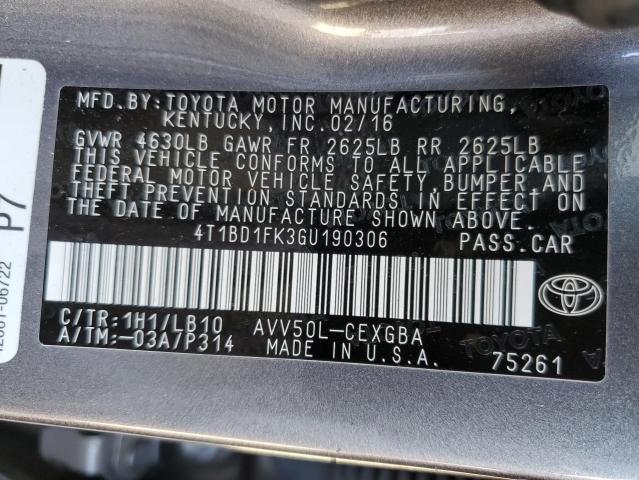 MFD.BY:TOYOTA MOTOR MANUFACTURING,
KENTUCKY, INC. 02/16
GVWR 4630LB GAWR FR 2625LB RR 2625LB
THIS VEHICLE CONFORMS TO ALL APPLICABLE
FEDERAL MOTOR VEHICLE SAFETY, BUMPER, AND
THEFT PREVENTION STANDARDS IN EFFECT ON
THE DATE OF MANUFACTURE SHOWN ABOVE.
4T1BD1FK3GU190306 PASS.CAR
C/TR:1H1/LB10 AVV50L-CEXGBA
A/TM:-03A/P314 MADE IN U.S.A. 75261
TOYOTA
P7
06722